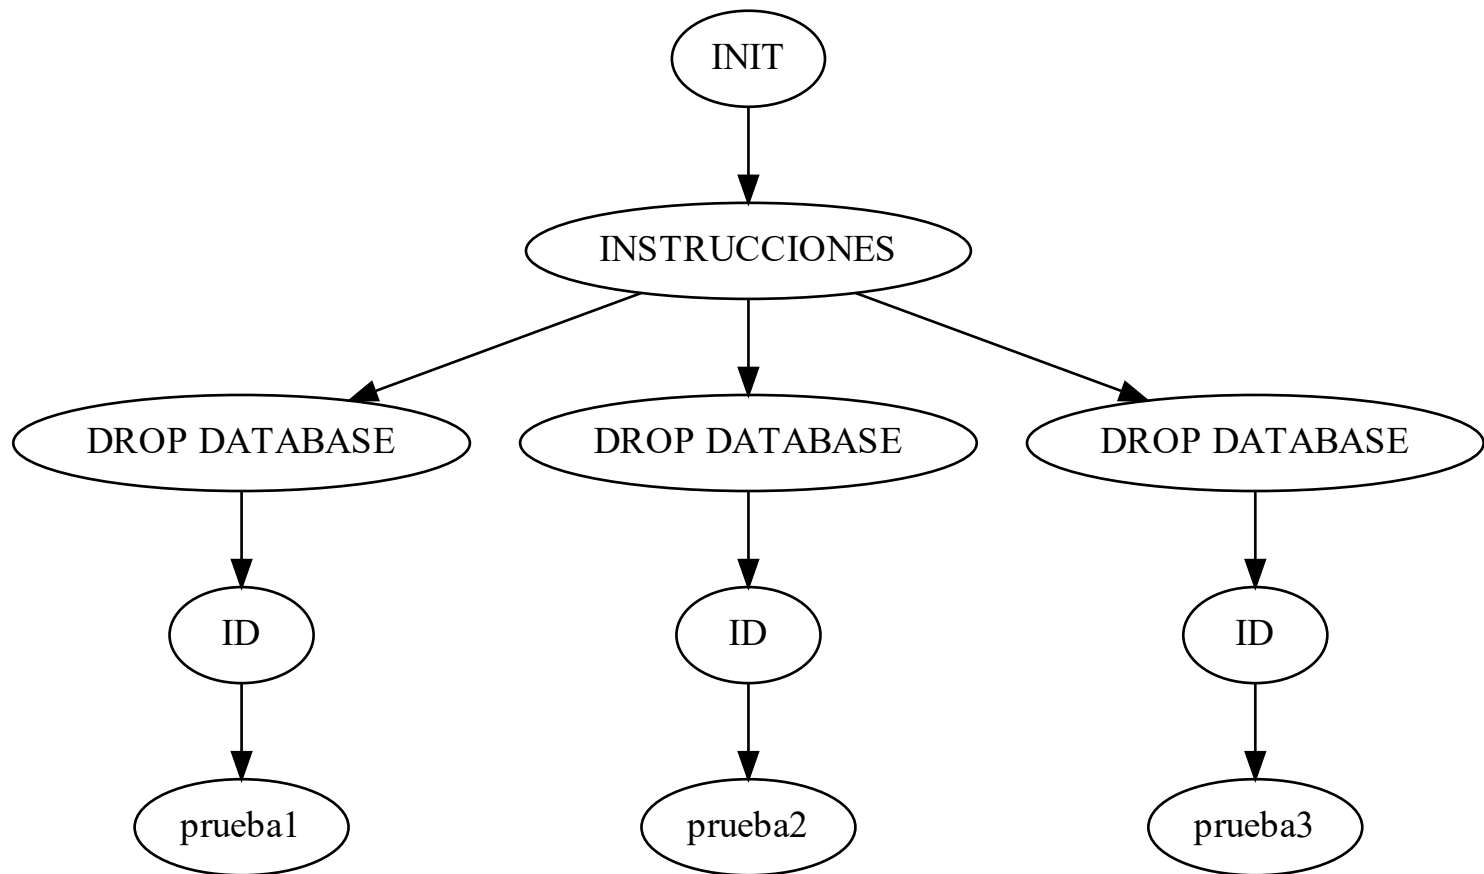 INIT
INSTRUCCIONES
DROP DATABASE
DROP DATABASE
DROP DATABASE
ID
ID
ID
prueba1
prueba2
prueba3